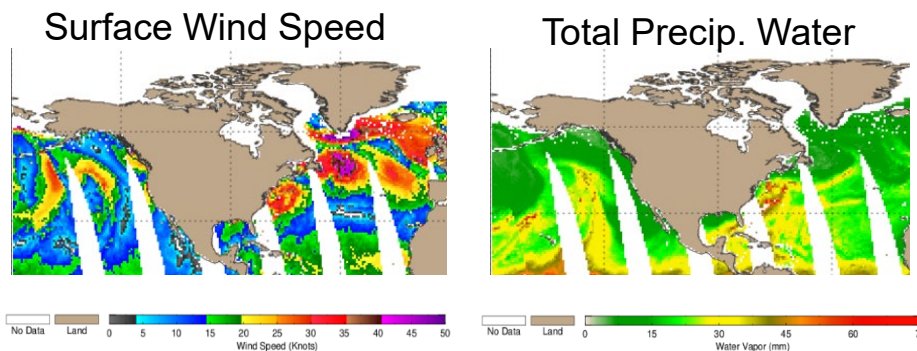 Surface Wind Speed
Total Precip. Water
No Data
Land
0 5 10 15 20 25 30 35 40 45 50
Wind Speed (Knots)
No Data
Land
0 15 30 45 60
Water Vapor (mm)